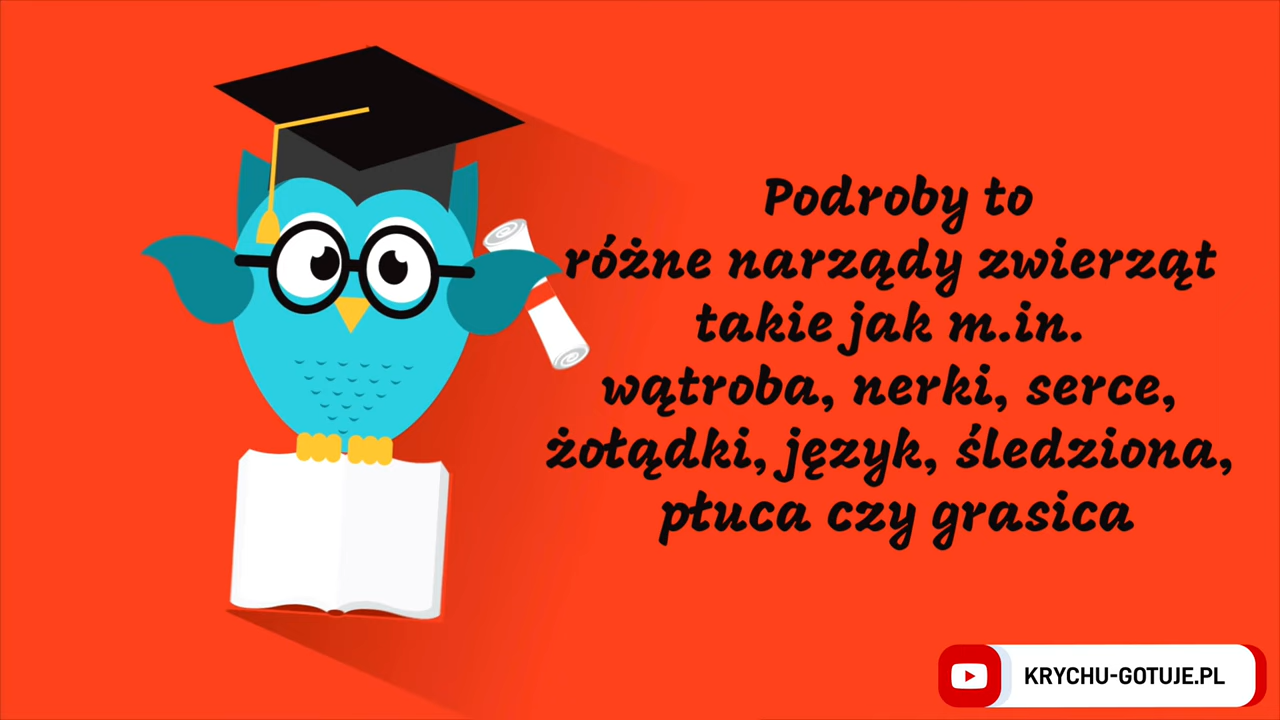 Podroby to
różne narządy zwierząt
takie jak m.in.
wątroba, nerki, serce,
żołądki, język, śledziona,
płuca czy grasica
KRYCHU-GOTUJE.PL